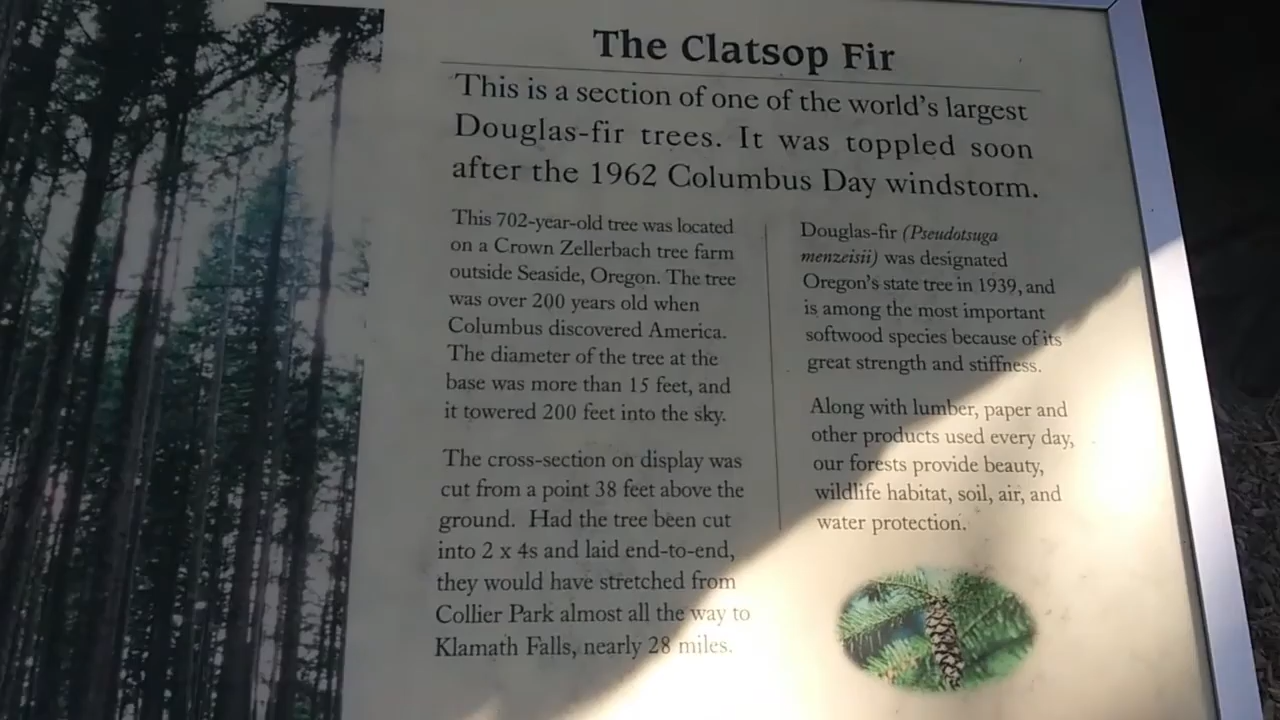 The Clatsop Fir
This is a section of one of the world's largest
Douglas-fir trees. It was toppled soon
after the 1962 Columbus Day windstorm.
This 702-year-old tree was located
on a Crown Zellerbach tree farm
outside Seaside, Oregon. The tree
was over 200 years old when
Columbus discovered America.
The diameter of the tree at the
base was more than 15 feet, and
it towered 200 feet into the sky.
The cross-section on display was
cut from a point 38 feet above the
ground. Had the tree been cut
into 2 x 4s and laid end-to-end,
they would have stretched from
Collier Park almost all the way to
Klamath Falls, nearly 28 miles.
Douglas-fir (Pseudotsuga
menzeisii) was designated
Oregon's state tree in 1939, and
is among the most important
softwood species because of its
great strength and stiffness.
Along with lumber, paper and
other products used every day,
our forests provide beauty,
wildlife habitat, soil, air, and
water protection.